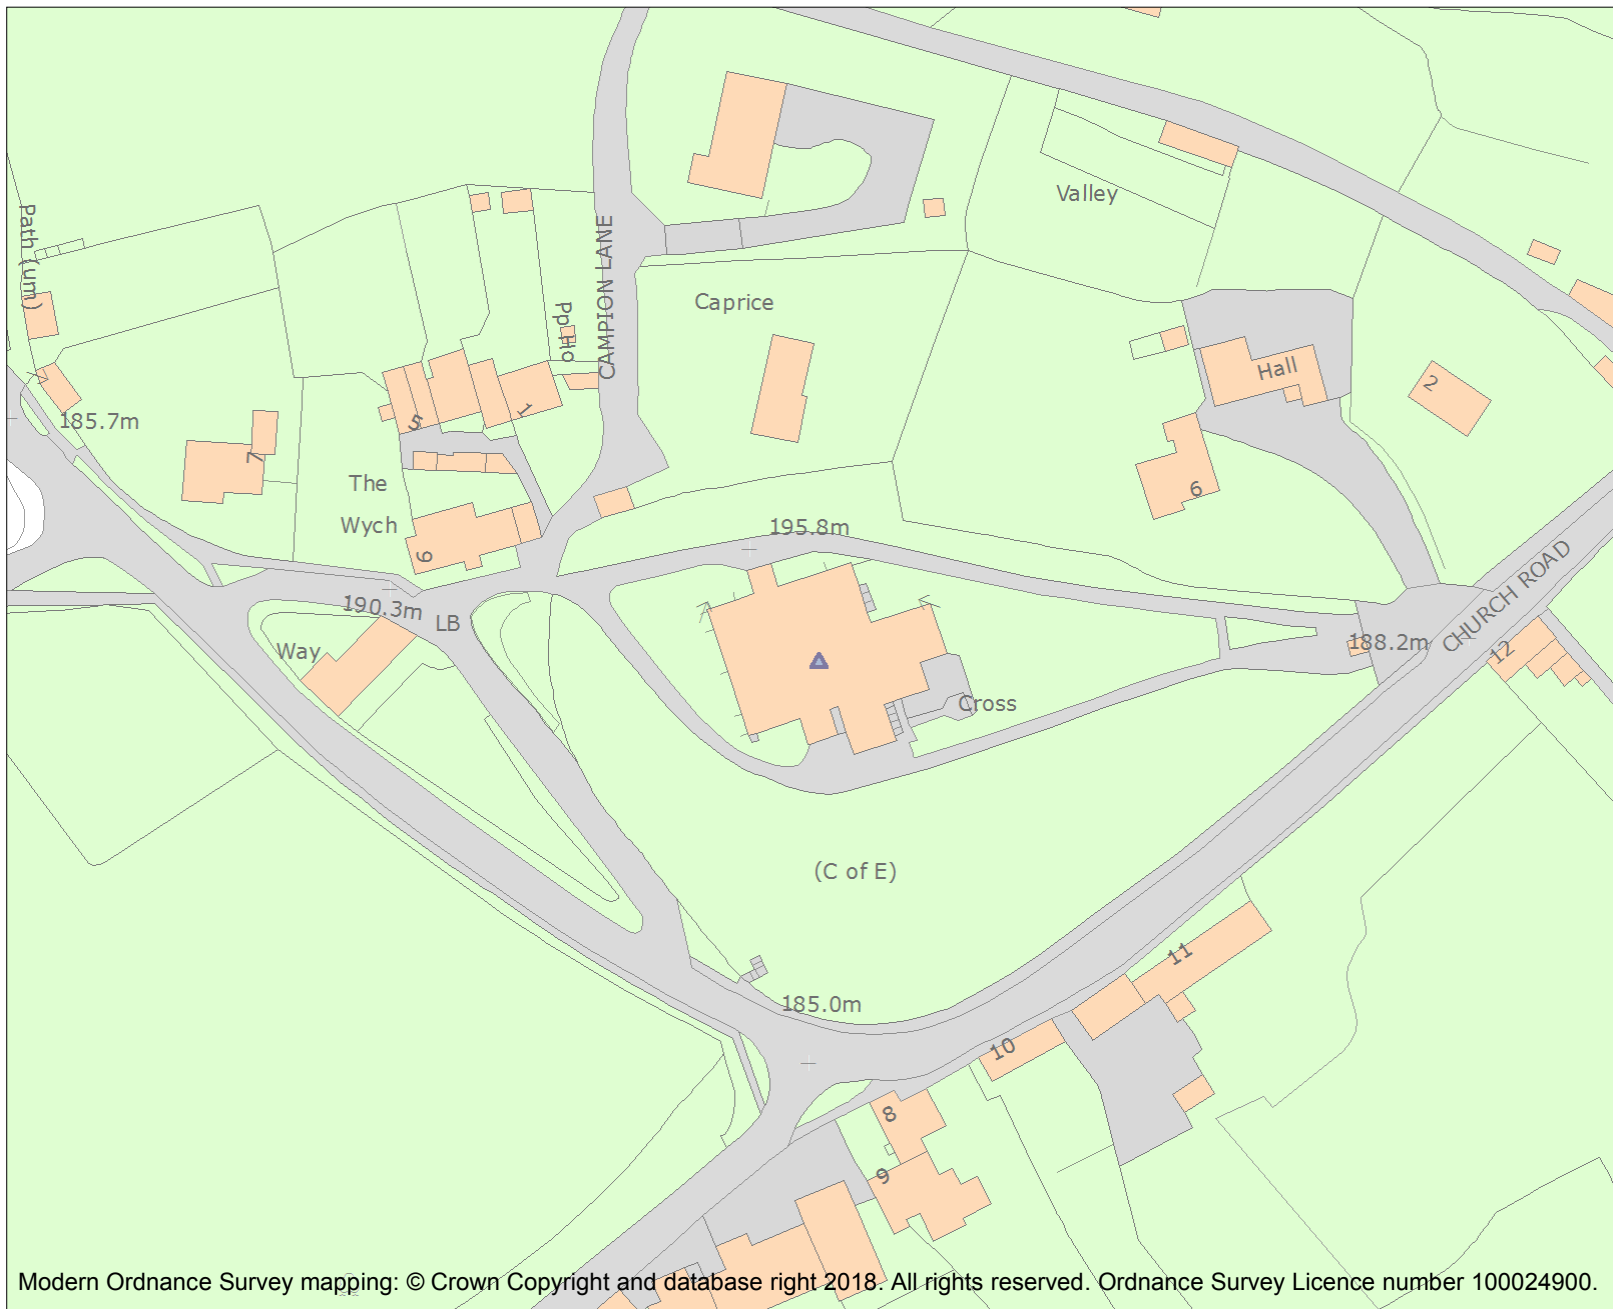 Valley
Path (um)
CAMPION LANE
Caprice
Pp Ho
Hall
2
185.7m
5
1
7
The
Wych
6
6
195.8m
CHURCH ROAD
190.3m
LB
188.2m
12
Way
Cross
(C of E)
11
185.0m
10
8
9
Modern Ordnance Survey mapping: © Crown Copyright and database right 2018. All rights reserved. Ordnance Survey Licence number 100024900.